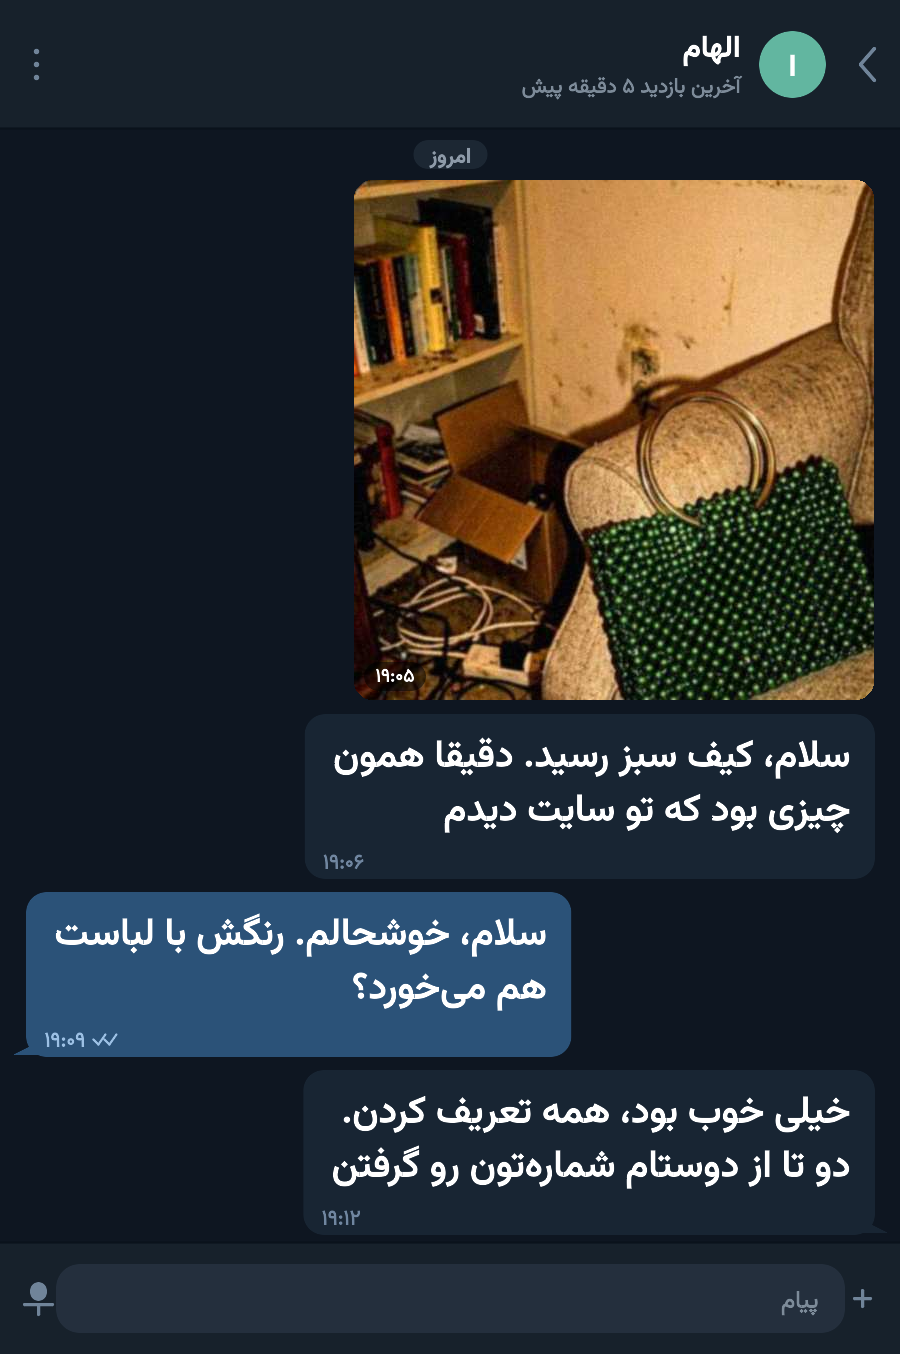 الهام
آخرین بازدید ۵ دقیقه پیش
ا
امروز
۱۹:۰۵
سلام، کیف سبز رسید. دقیقا همون
چیزی بود که تو سایت دیدم
۱۹:۰۶
سلام، خوشحالم. رنگش با لباست
هم می‌خورد؟
۱۹:۰۹
خیلی خوب بود، همه تعریف کردن.
دو تا از دوستام شماره‌تون رو گرفتن
۱۹:۱۲
پیام